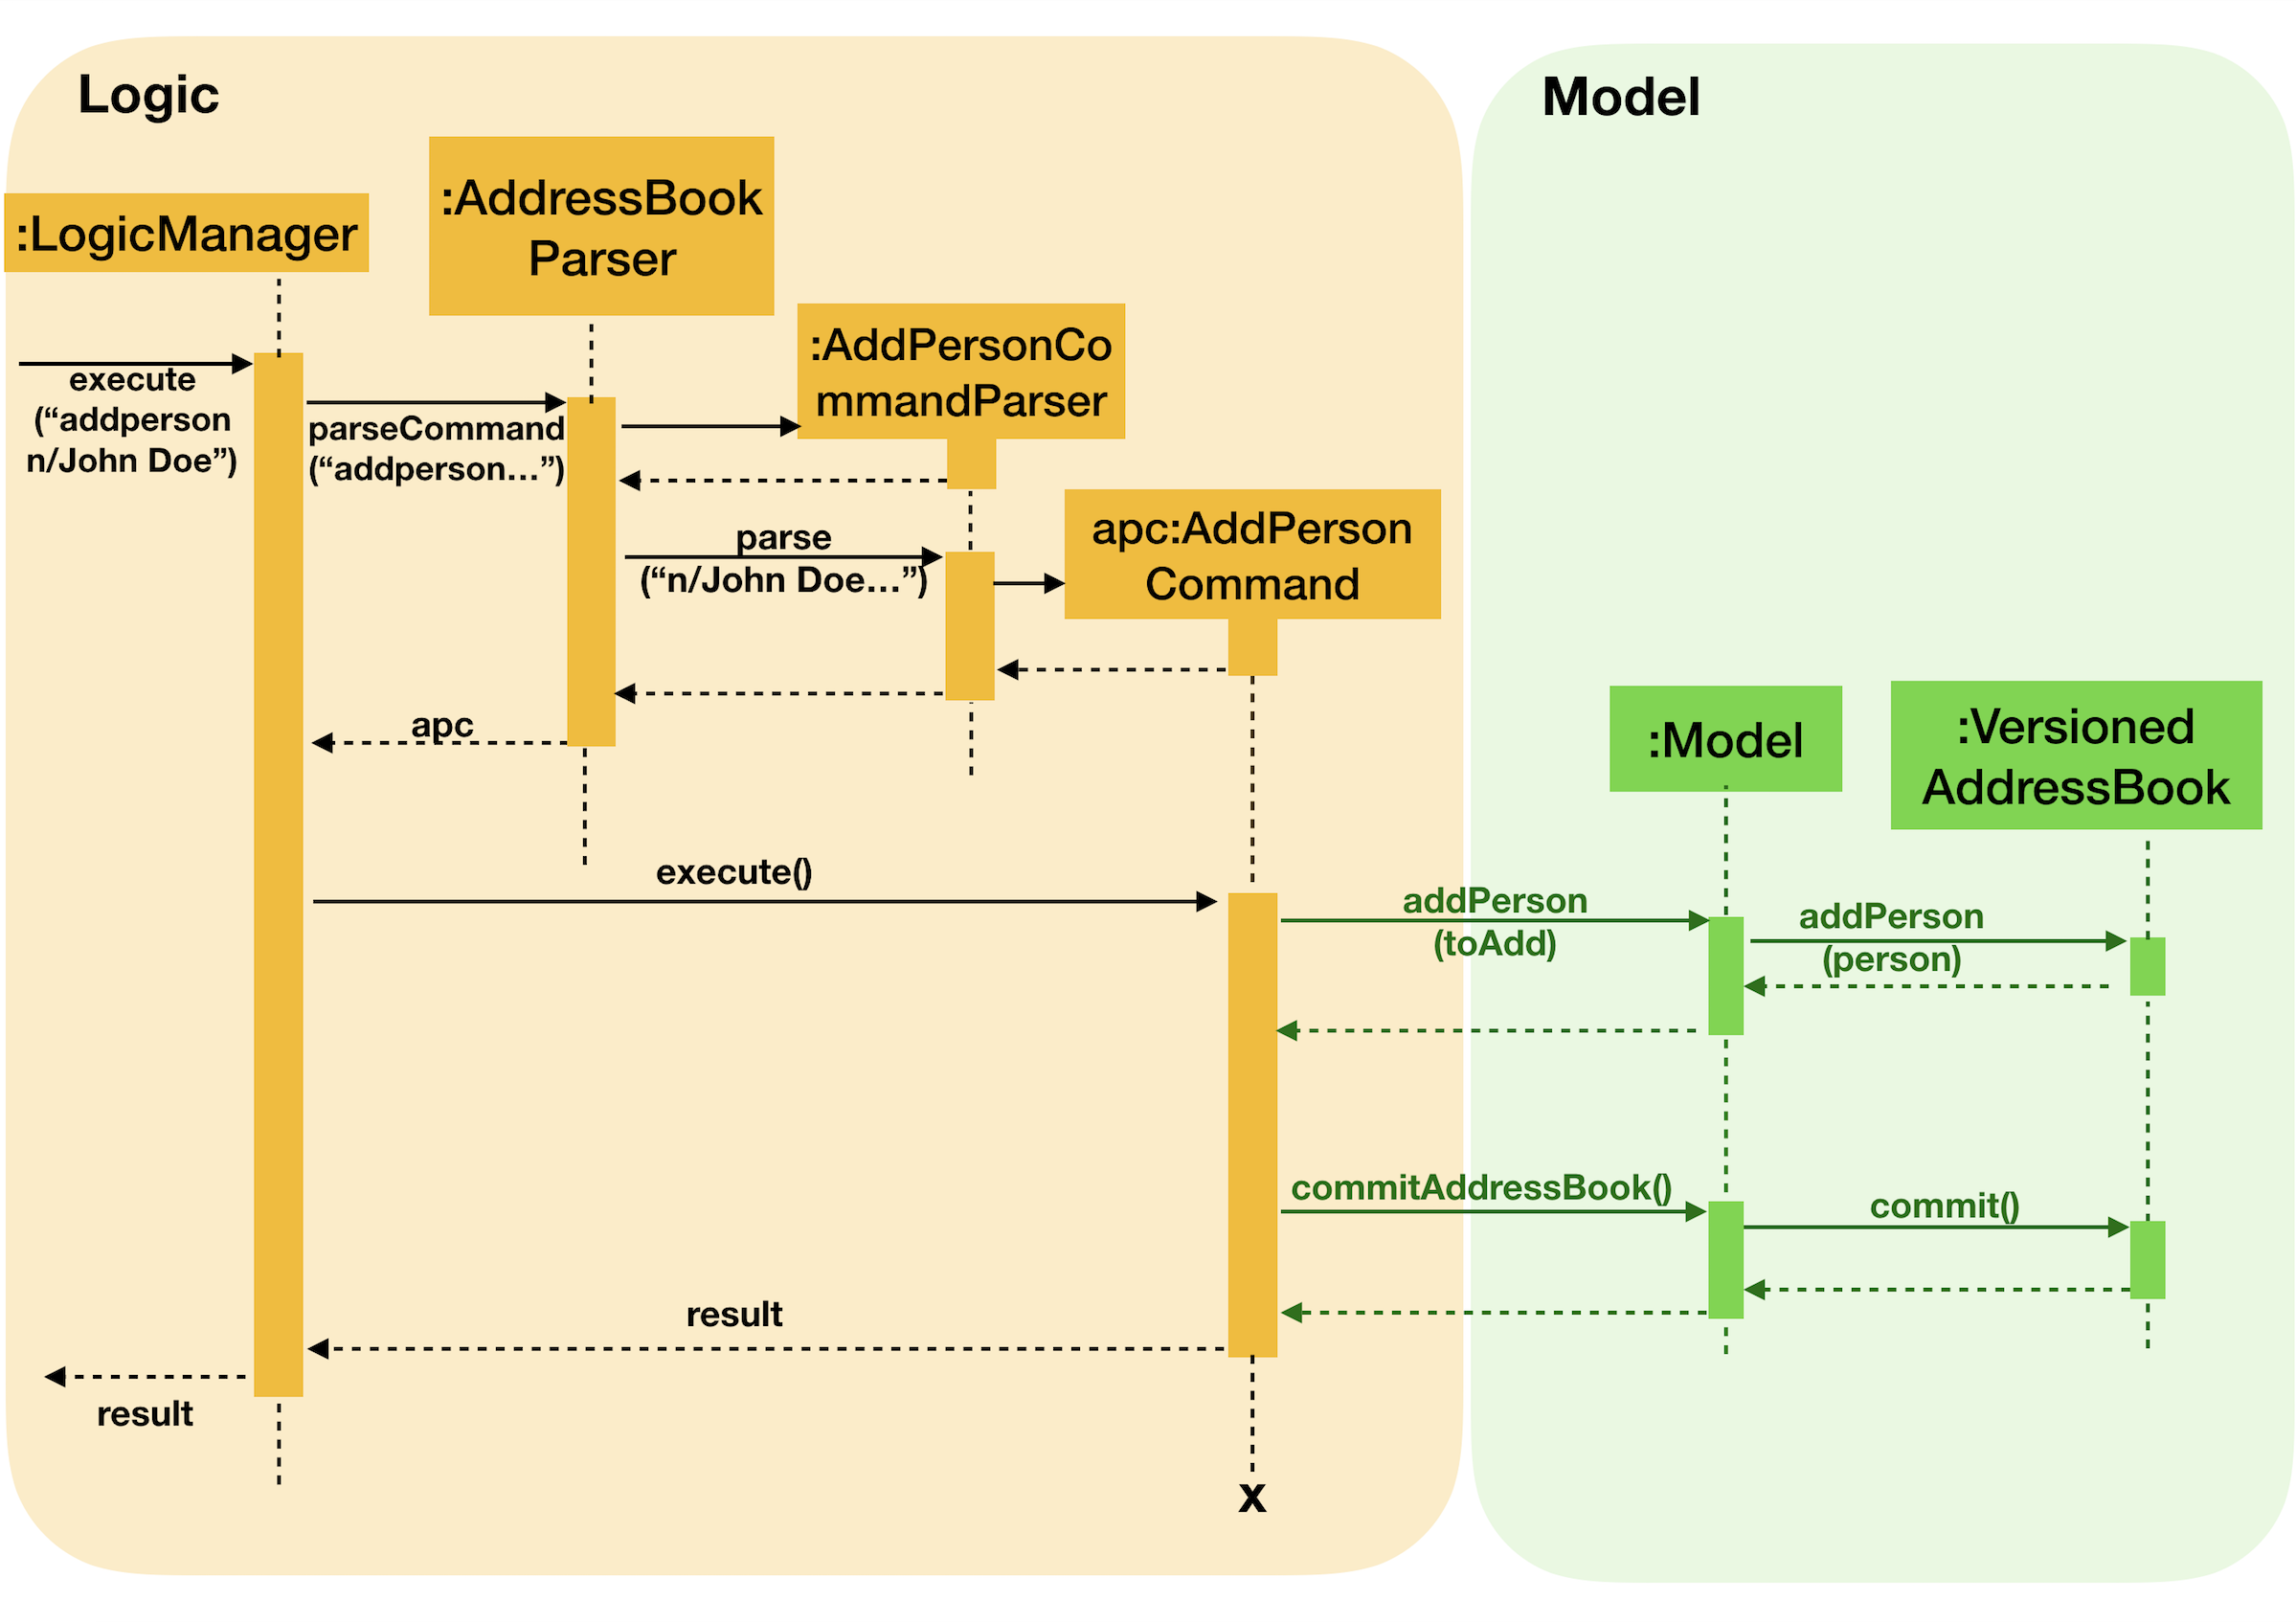 Logic
Model
:LogicManager
:AddressBook
Parser
:AddPersonCo
mmandParser
execute
(“addperson
n/John Doe”)
parseCommand
(“addperson…”)
parse
(“n/John Doe…”)
apc:AddPerson
Command
apc
:Model
:Versioned
AddressBook
execute()
addPerson
(toAdd)
addPerson
(person)
commitAddressBook()
commit()
result
result
x